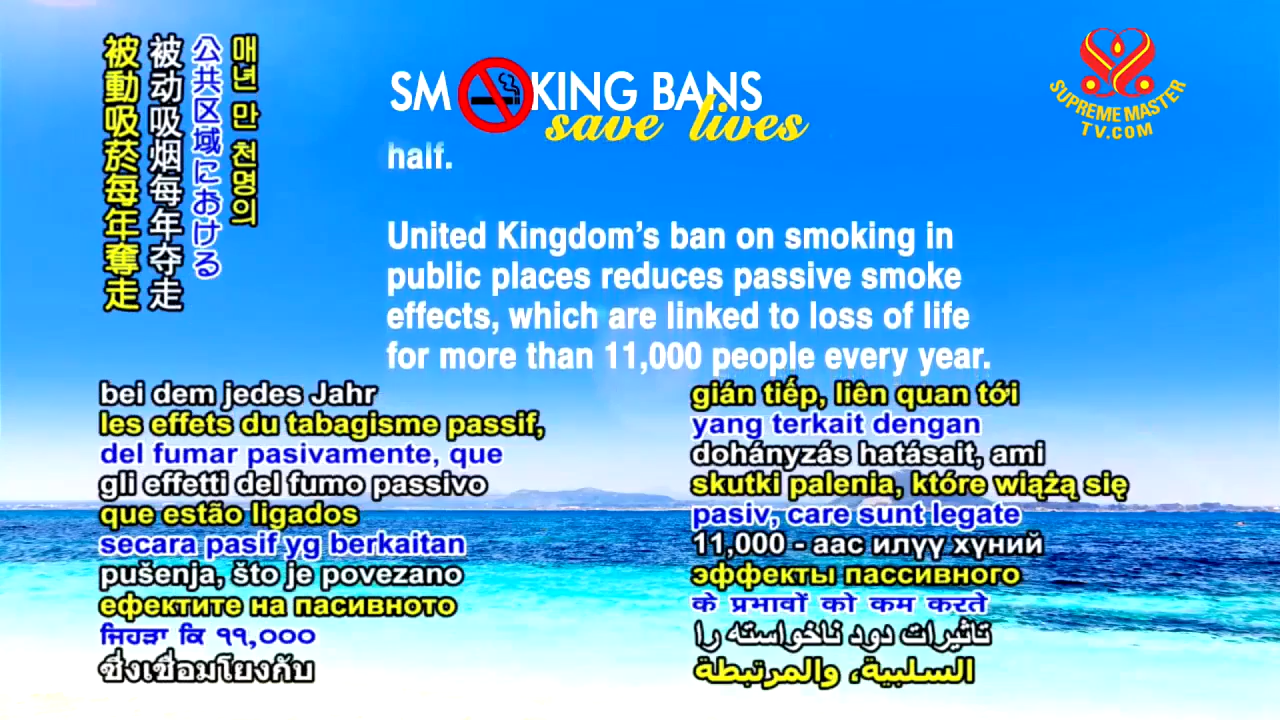 매년 만 천명의
公共区域における
被动吸烟每年夺走
被動吸菸每年奪走
SMOKING BANS
save lives
SUPREME MASTER
TV.COM
half.
United Kingdom’s ban on smoking in
public places reduces passive smoke
effects, which are linked to loss of life
for more than 11,000 people every year.
bei dem jedes Jahr
les effets du tabagisme passif,
del fumar pasivamente, que
gli effetti del fumo passivo
que estão ligados
secara pasif yg berkaitan
pušenja, što je povezano
ефектите на пасивното
ਜਿਹੜਾ ਕਿ ੧੧,੦੦੦
ซึ่งเชื่อมโยงกับ
gián tiếp, liên quan tới
yang terkait dengan
dohányzás hatásait, ami
skutki palenia, które wiążą się
pasiv, care sunt legate
11,000 - аас илүү хүний
эффекты пассивного
के प्रभावों को कम करते
تاثیرات دود ناخواسته را
السلبية، والمرتبطة